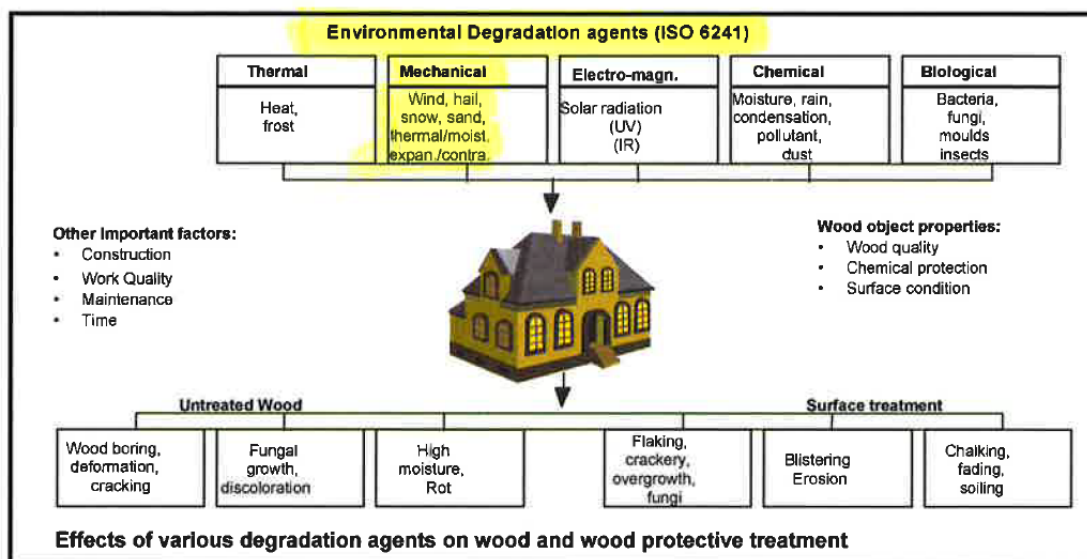 Environmental Degradation agents (ISO 6241)
Thermal
Heat,
frost
Mechanical
Wind, hail,
snow, sand,
thermal/moist.
expan./contra.
Electro-magn.
Solar radiation
(UV)
(IR)
Chemical
Moisture, rain,
condensation,
pollutant,
dust
Biological
Bacteria,
fungi,
moulds
insects
Other Important factors:
• Construction
• Work Quality
• Maintenance
• Time
Wood object properties:
• Wood quality
• Chemical protection
• Surface condition
Untreated Wood
Surface treatment
Wood boring,
deformation,
cracking
Fungal
growth,
discoloration
High
moisture,
Rot
Flaking,
crackery,
overgrowth,
fungi
Blistering
Erosion
Chalking,
fading,
soiling
Effects of various degradation agents on wood and wood protective treatment